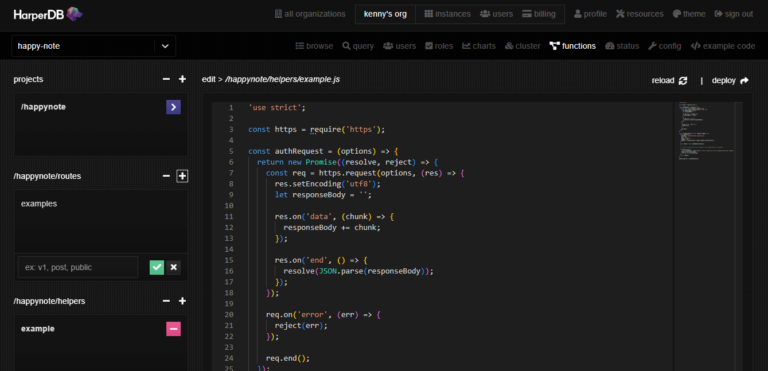 HarperDB
all organizations
kenny's org
instances
users
billing
profile
resources
theme
sign out
happy-note
browse
query
users
roles
charts
cluster
functions
status
config
example code
projects
edit > /happynote/helpers/example.js
reload
|
deploy
/happynote
/happynote/routes
examples
ex: v1, post, public
/happynote/helpers
example
1 'use strict';
2
3 const https = require('https');
4
5 const authRequest = (options) => {
6 return new Promise((resolve, reject) => {
7 const req = https.request(options, (res) => {
8 res.setEncoding('utf8');
9 let responseBody = '';
10
11 res.on('data', (chunk) => {
12 responseBody += chunk;
13 });
14
15 res.on('end', () => {
16 resolve(JSON.parse(responseBody));
17 });
18 });
19
20 req.on('error', (err) => {
21 reject(err);
22 });
23
24 req.end();
25 });